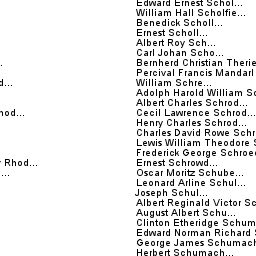 Edward Ernest Schol...
William Hall Scholfie...
Benedick Scholl...
Ernest Scholl...
Albert Roy Sch...
Carl Johan Scho...
Bernherd Christian Therie
Percival Francis Mandarl
d... William Schre...
Adolph Harold William Sc
Albert Charles Schrod...
hod... Cecil Lawrence Schrod...
Henry Charles Schrod...
Charles David Rowe Schr
Lewis William Theodore S
Frederick George Schroed
r Rhod... Ernest Schrowd...
... Oscar Moritz Schube...
Leonard Arline Schul...
Joseph Schul...
Albert Reginald Victor Sc
August Albert Schu...
Clinton Etheridge Schum
Edward Norman Richard S
George James Schumach
Herbert Schumach...